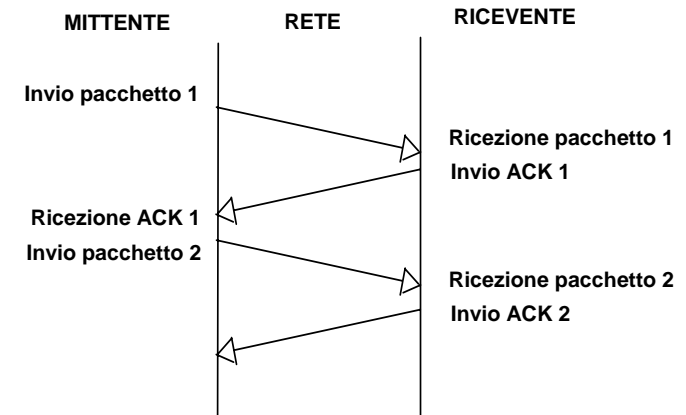 MITTENTE
RETE
RICEVENTE
Invio pacchetto 1
Ricezione pacchetto 1
Invio ACK 1
Ricezione ACK 1
Invio pacchetto 2
Ricezione pacchetto 2
Invio ACK 2